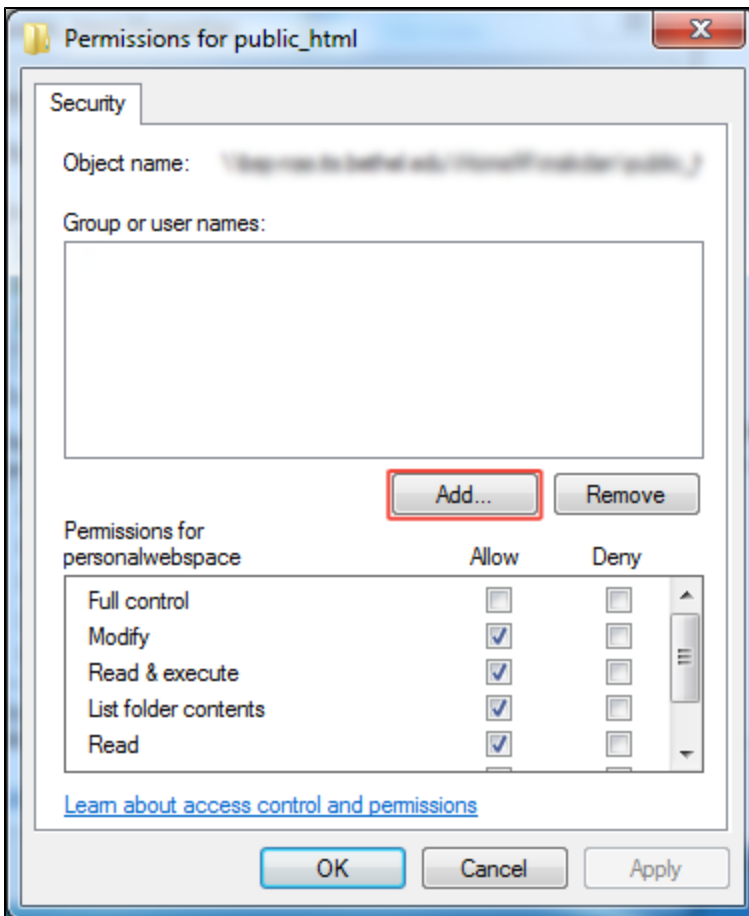 Permissions for public_html
Security
Object name:
Group or user names:
Add...
Remove
Permissions for
personalwebspace
Allow
Deny
Full control
Modify
Read & execute
List folder contents
Read
Learn about access control and permissions
OK
Cancel
Apply